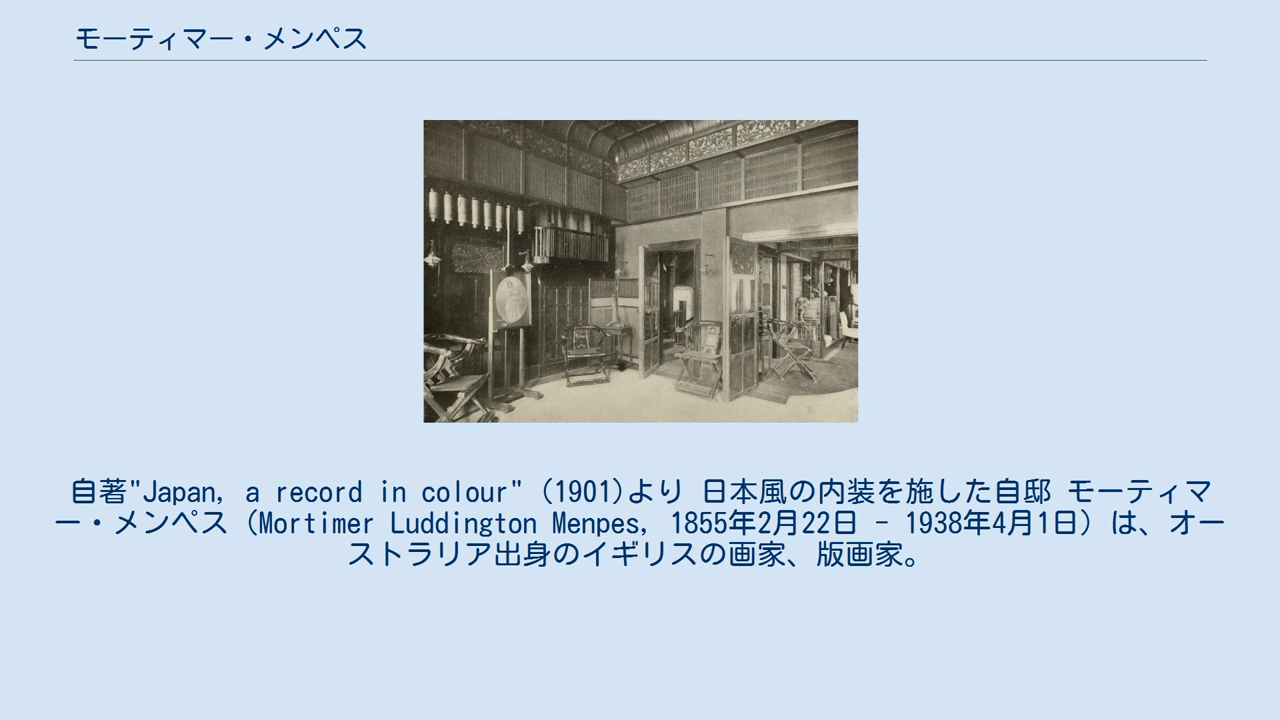 モーティマー・メンペス
自著"Japan, a record in colour" (1901)より 日本風の内装を施した自邸 モーティマ
ー・メンペス（Mortimer Luddington Menpes, 1855年2月22日 - 1938年4月1日）は、オー
ストラリア出身のイギリスの画家、版画家。